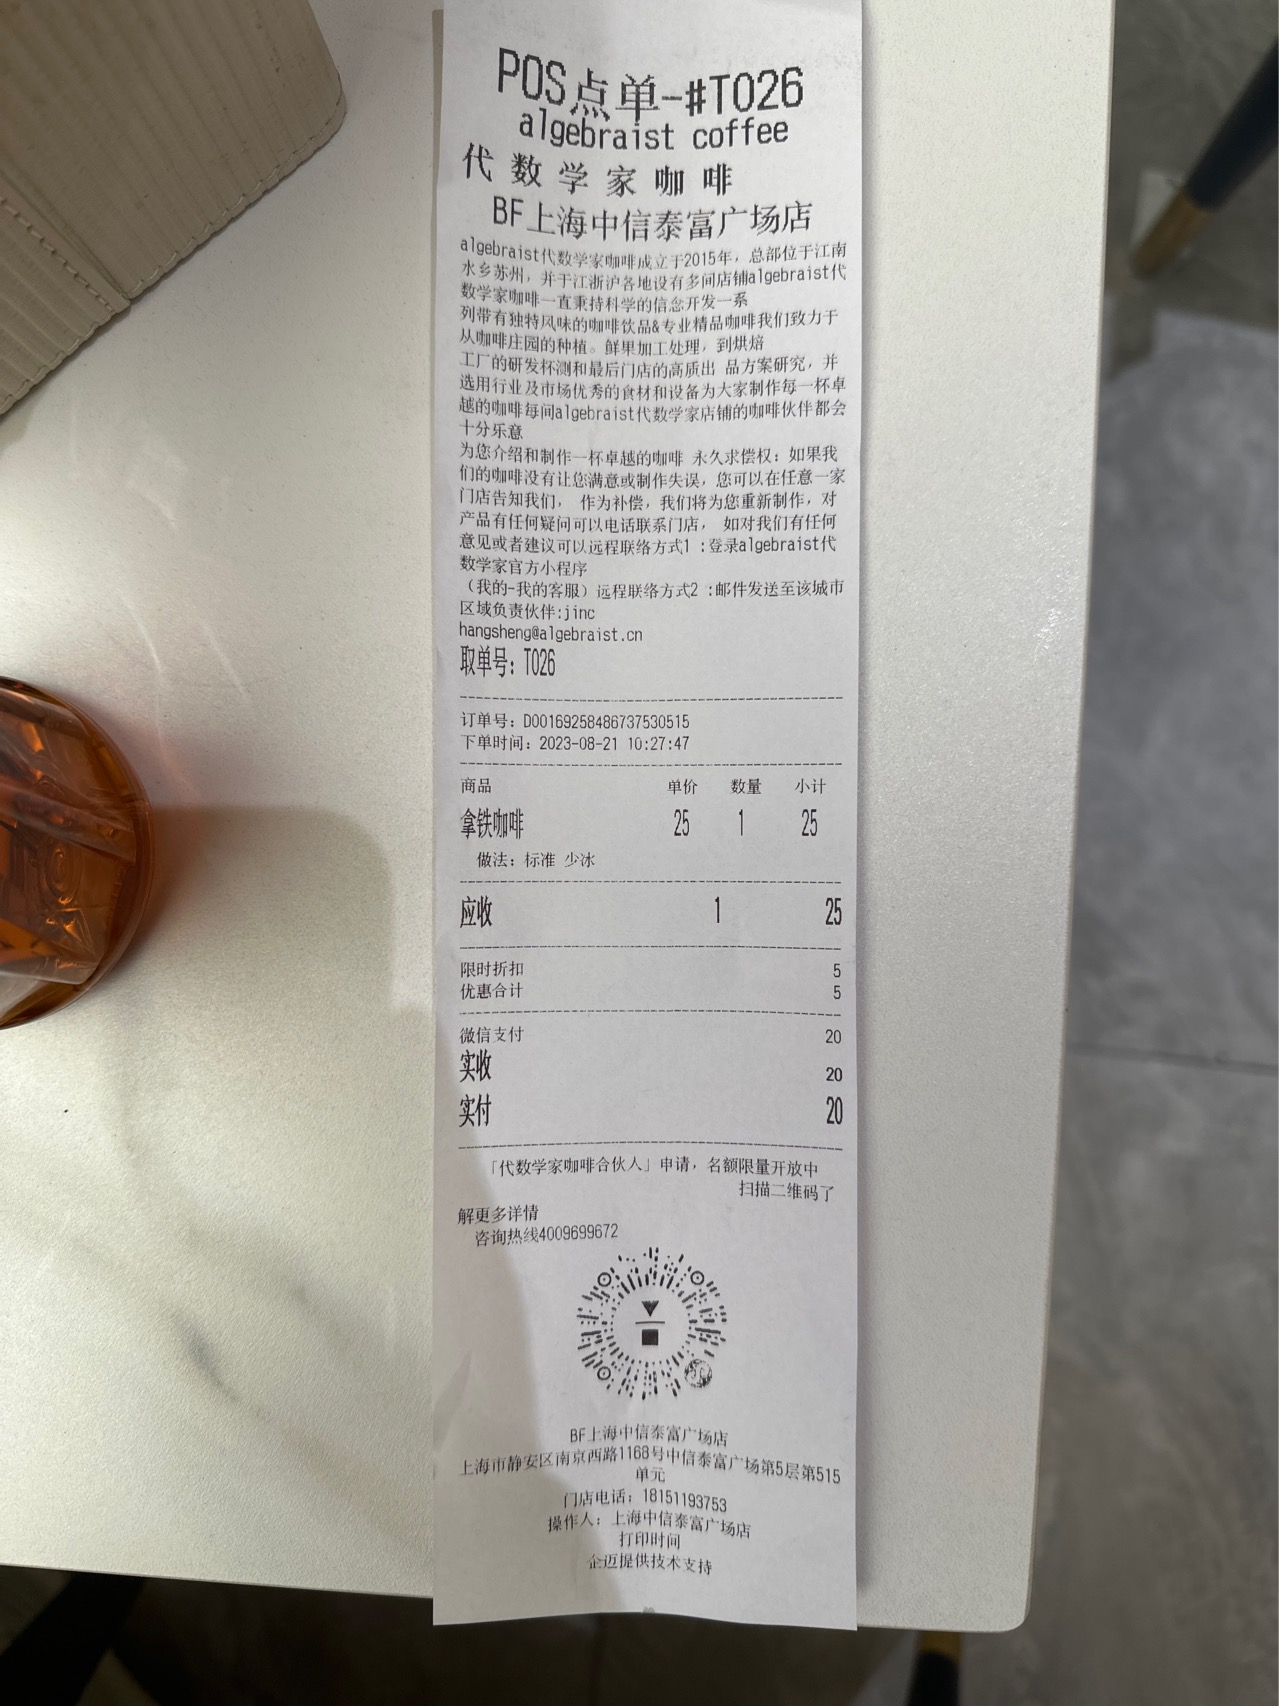 POS点单-#T026
algebraist coffee
代数学家咖啡
BF上海中信泰富广场店
algebraist代数学家咖啡成立于2015年，总部位于江南
水乡苏州，并于江浙沪各地设有多间店铺algebraist代
数学家咖啡一直秉持科学的信念开发一系
列带有独特风味的咖啡饮品&专业精品咖啡我们致力于
从咖啡庄园的种植。鲜果加工处理，到烘焙
工厂的研发杯测和最后门店的高质出 品方案研究，并
选用行业及市场优秀的食材和设备为大家制作每一杯卓
越的咖啡每间algebraist代数学家店铺的咖啡伙伴都会
十分乐意
为您介绍和制作一杯卓越的咖啡 永久求偿权：如果我
们的咖啡没有让您满意或制作失误，您可以在任意一家
门店告知我们， 作为补偿，我们将为您重新制作，对
产品有任何疑问可以电话联系门店， 如对我们有任何
意见或者建议可以远程联络方式1 :登录algebraist代
数学家官方小程序
（我的-我的客服）远程联络方式2 :邮件发送至该城市
区域负责伙伴:jinc
hangsheng@algebraist.cn
取单号：T026
订单号：D00169258486737530515
下单时间：2023-08-21 10:27:47
商品 单价 数量 小计
拿铁咖啡 25 1 25
做法：标准 少冰
应收 1 25
限时折扣 5
优惠合计 5
微信支付 20
实收 20
实付 20
「代数学家咖啡合伙人」申请，名额限量开放中
扫描二维码了
解更多详情
咨询热线4009699672
BF上海中信泰富广场店
上海市静安区南京西路1168号中信泰富广场第5层第515
单元
门店电话：18151193753
操作人：上海中信泰富广场店
打印时间
企迈提供技术支持